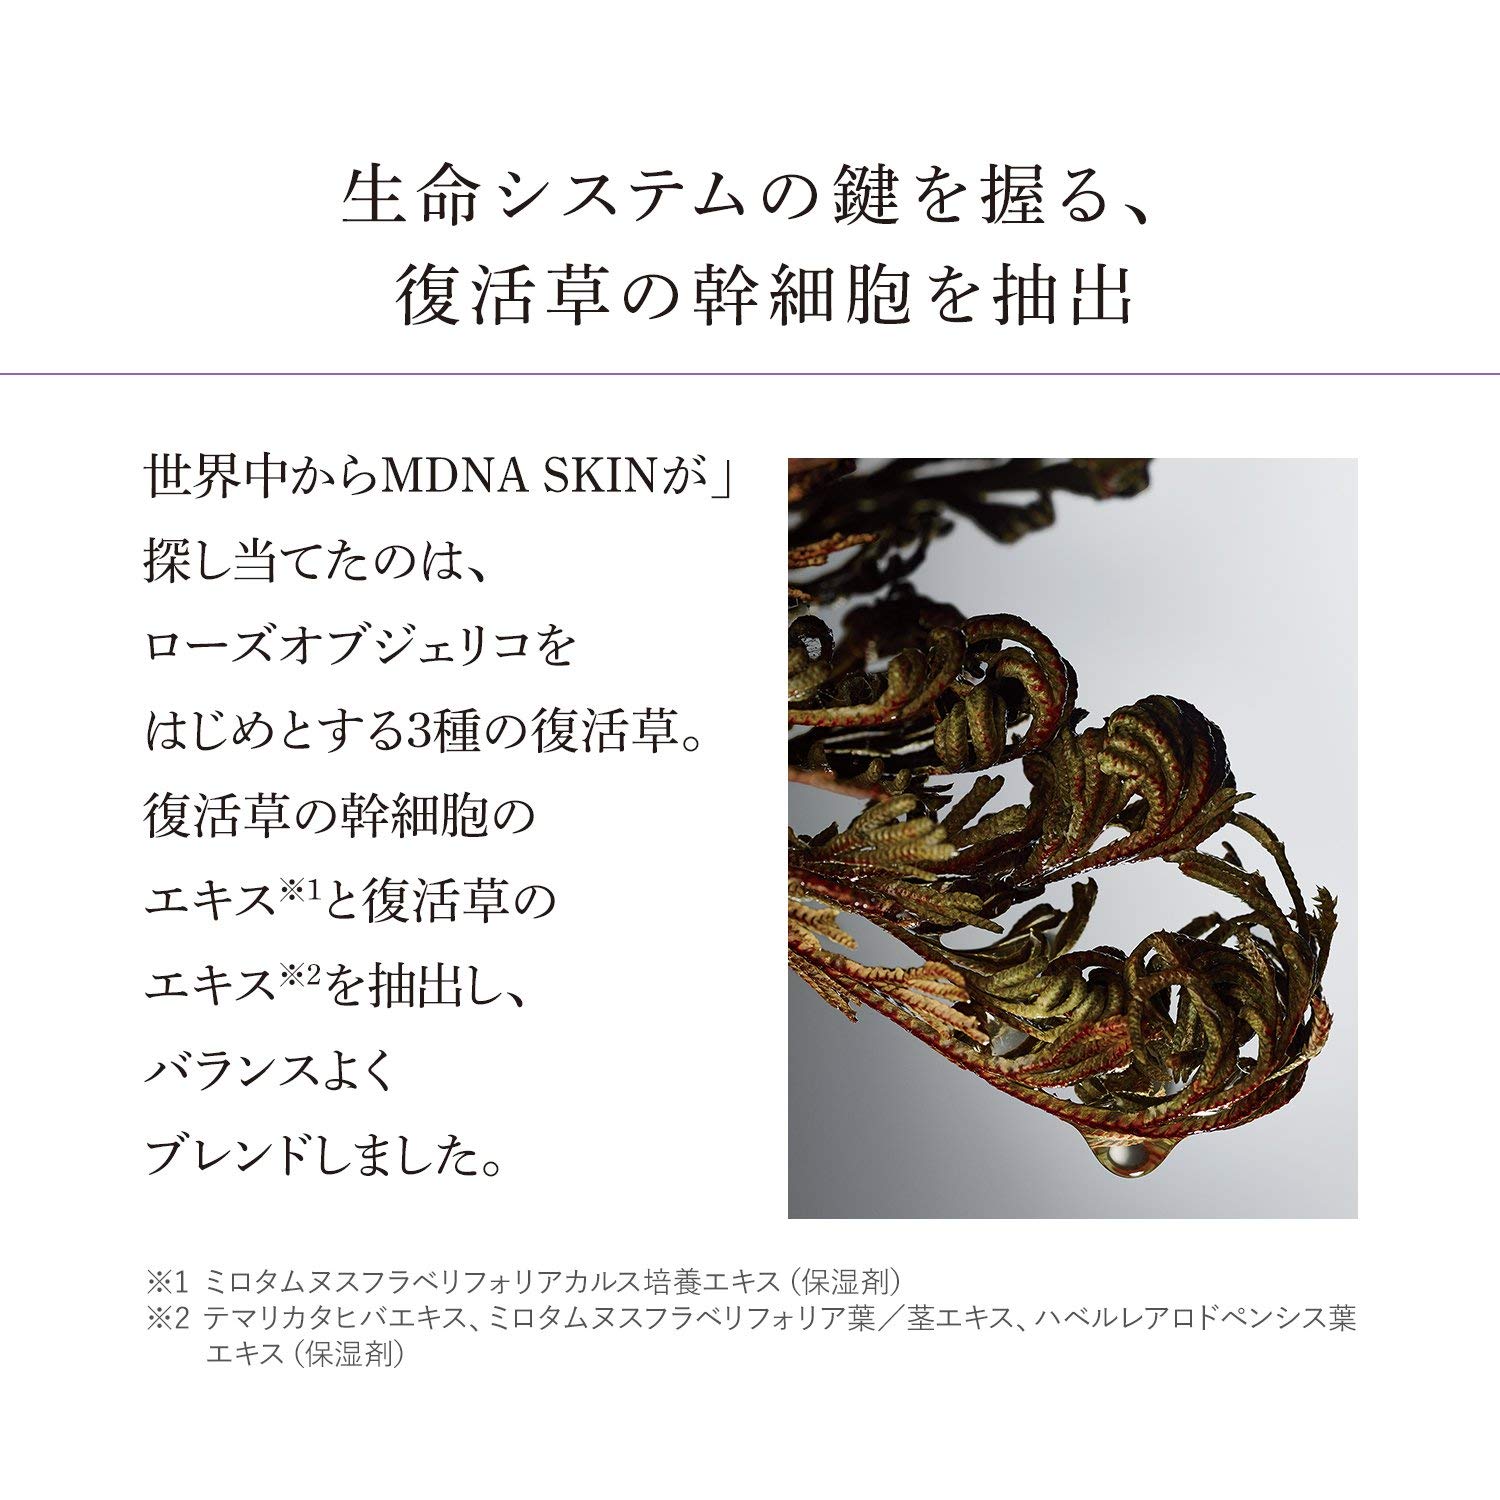 生命システムの鍵を握る、
復活草の幹細胞を抽出
世界中からMDNA SKINが」
探し当てたのは、
ローズオブジェリコを
はじめとする3種の復活草。
復活草の幹細胞の
エキス※1と復活草の
エキス※2を抽出し、
バランスよく
ブレンドしました。
※1 ミロタムヌスフラベリフォリアカルス培養エキス（保湿剤）
※2 テマリカタヒバエキス、ミロタムヌスフラベリフォリア葉／茎エキス、ハベルレアロドペンシス葉
エキス（保湿剤）